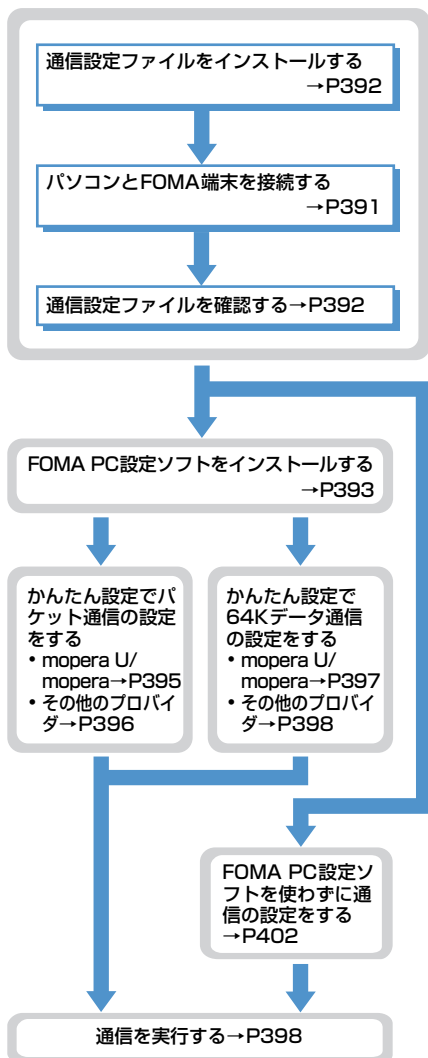 通信設定ファイルをインストールする
→P392
パソコンとFOMA端末を接続する
→P391
通信設定ファイルを確認する→P392
FOMA PC設定ソフトをインストールする
→P393
かんたん設定でパ
ケット通信の設定
をする
• mopera U/
mopera→P395
• その他のプロバイ
ダ→P396
かんたん設定で
64Kデータ通信
の設定をする
• mopera U/
mopera→P397
• その他のプロバイ
ダ→P398
FOMA PC設定ソ
フトを使わずに通
信の設定をする
→P402
通信を実行する→P398